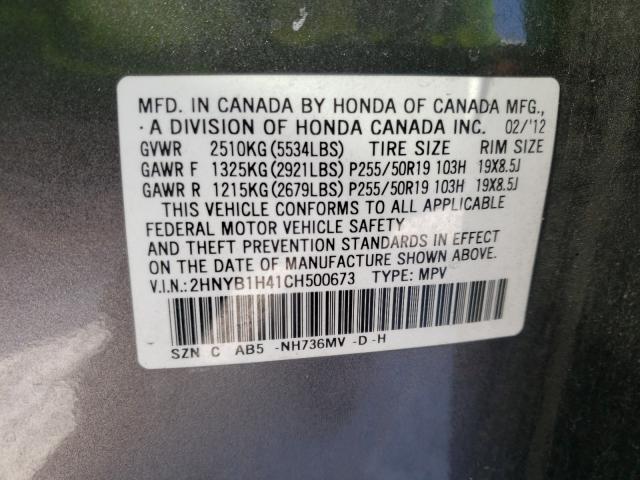 MFD. IN CANADA BY HONDA OF CANADA MFG.,
· A DIVISION OF HONDA CANADA INC. 02/'12
GVWR 2510KG (5534LBS) TIRE SIZE RIM SIZE
GAWR F 1325KG (2921LBS) P255/50R19 103H 19X8.5J
GAWR R 1215KG (2679LBS) P255/50R19 103H 19X8.5J
THIS VEHICLE CONFORMS TO ALL APPLICABLE
FEDERAL MOTOR VEHICLE SAFETY
AND THEFT PREVENTION STANDARDS IN EFFECT
ON THE DATE OF MANUFACTURE SHOWN ABOVE.
V.I.N.: 2HNYB1H41CH500673 TYPE: MPV
SZN C AB5 -NH736MV -D -H